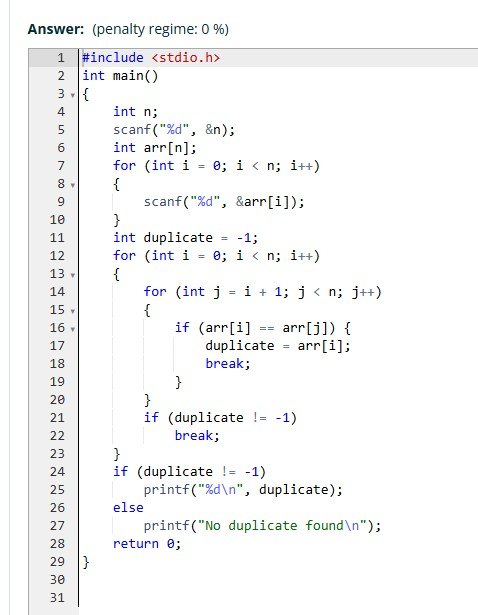 Answer: (penalty regime: 0 %)
1 #include <stdio.h>
2 int main()
3 {
4     int n;
5     scanf("%d", &n);
6     int arr[n];
7     for (int i = 0; i < n; i++)
8     {
9         scanf("%d", &arr[i]);
10     }
11     int duplicate = -1;
12     for (int i = 0; i < n; i++)
13     {
14         for (int j = i + 1; j < n; j++)
15         {
16             if (arr[i] == arr[j]) {
17                 duplicate = arr[i];
18                 break;
19             }
20         }
21         if (duplicate != -1)
22             break;
23     }
24     if (duplicate != -1)
25         printf("%d\n", duplicate);
26     else
27         printf("No duplicate found\n");
28     return 0;
29 }
30
31